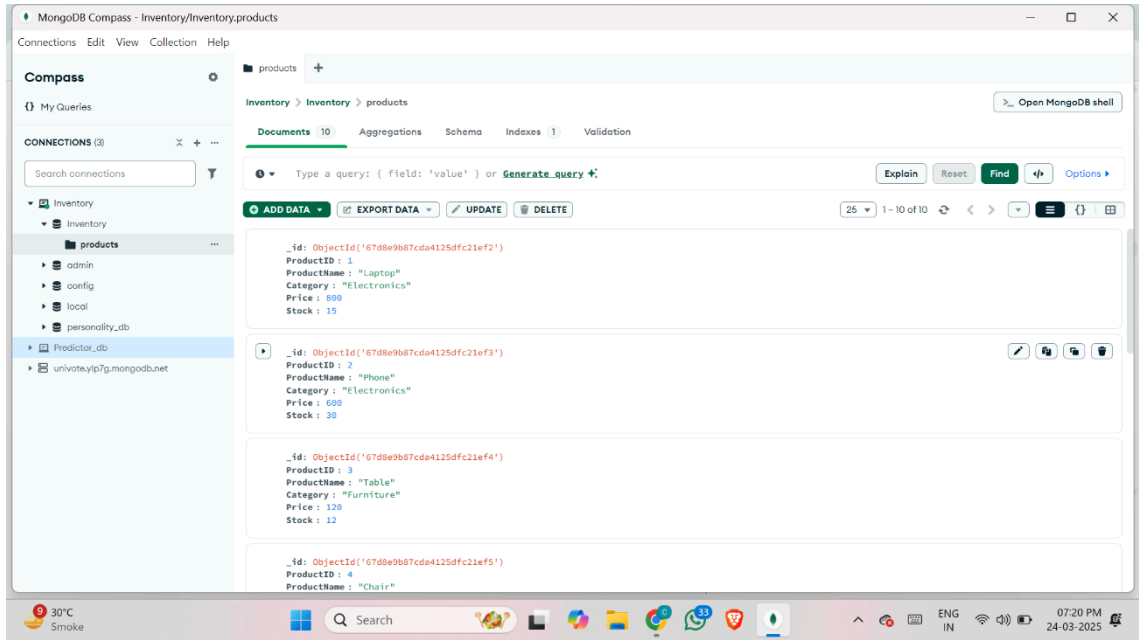 MongoDB Compass - Inventory/Inventory.products
Connections Edit View Collection Help
Compass
{} My Queries
CONNECTIONS (3)
Search connections
Inventory
Inventory
products
admin
config
local
personality_db
Predictor_db
univote.ylp7g.mongodb.net
products
Inventory > Inventory > products
>_ Open MongoDB shell
Documents 10 Aggregations Schema Indexes 1 Validation
Type a query: { field: 'value' } or Generate query
Explain Reset Find </> Options
ADD DATA EXPORT DATA UPDATE DELETE
25 1 - 10 of 10 {}
_id: ObjectId('67d8e9b87cda4125dfc21ef2')
ProductID : 1
ProductName : "Laptop"
Category : "Electronics"
Price : 800
Stock : 15
_id: ObjectId('67d8e9b87cda4125dfc21ef3')
ProductID : 2
ProductName : "Phone"
Category : "Electronics"
Price : 600
Stock : 30
_id: ObjectId('67d8e9b87cda4125dfc21ef4')
ProductID : 3
ProductName : "Table"
Category : "Furniture"
Price : 120
Stock : 12
_id: ObjectId('67d8e9b87cda4125dfc21ef5')
ProductID : 4
ProductName : "Chair"
9
30°C
Smoke
Search
C
33
ENG
IN
07:20 PM
24-03-2025